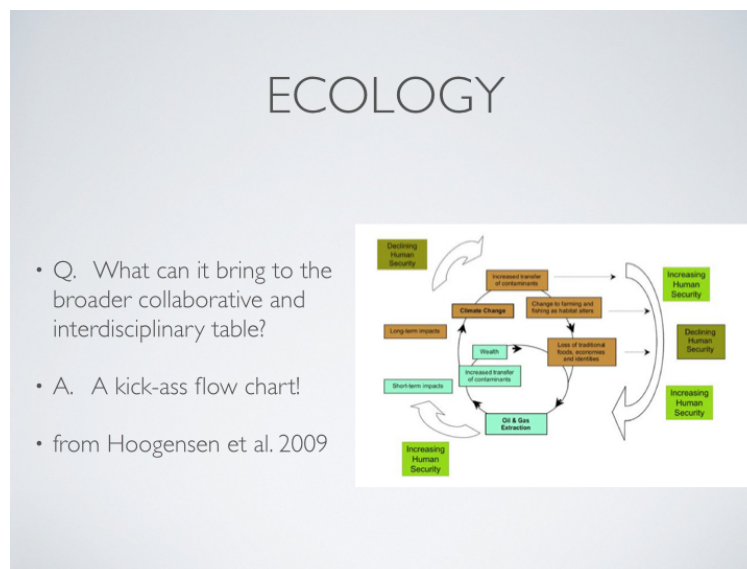 ECOLOGY
• Q. What can it bring to the
broader collaborative and
interdisciplinary table?
• A. A kick-ass flow chart!
• from Hoogensen et al. 2009
Declining
Human
Security
Increased transfer
of contaminants
Climate Change
Change to farming and
fishing as habitat alters
Long-term impacts
Loss of traditional
foods, economies
and identities
Wealth
Increased transfer
of contaminants
Short-term impacts
Oil & Gas
Extraction
Increasing
Human
Security
Increasing
Human
Security
Declining
Human
Security
Increasing
Human
Security